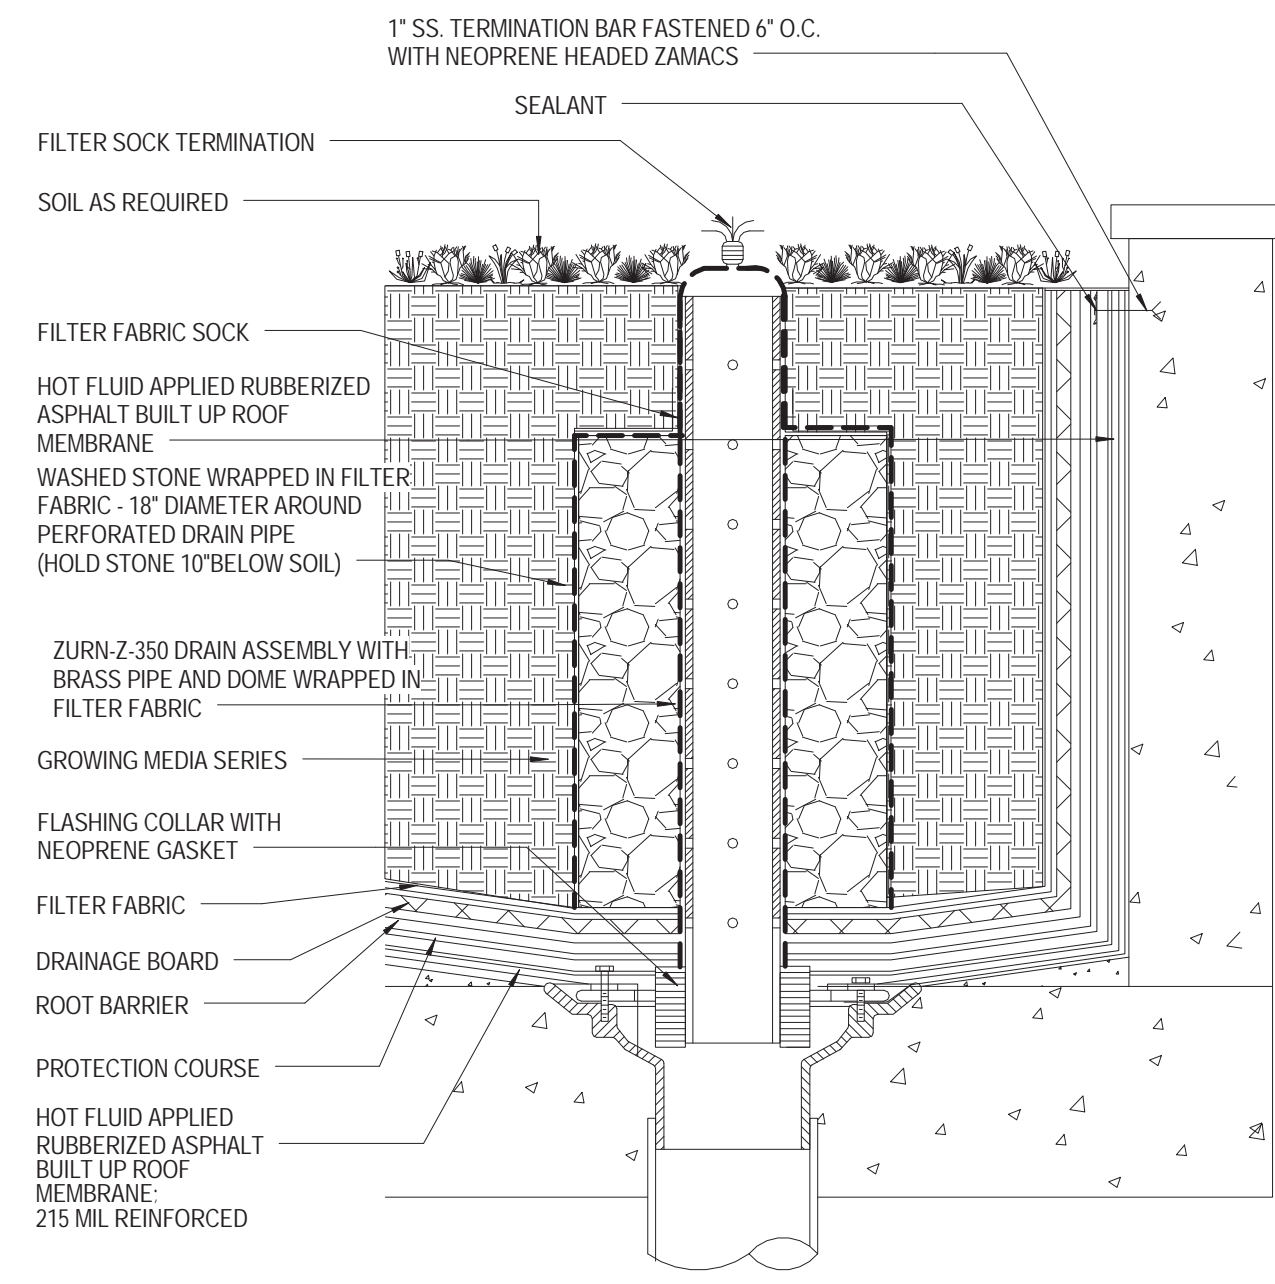 1" SS. TERMINATION BAR FASTENED 6" O.C.
WITH NEOPRENE HEADED ZAMACS
SEALANT
FILTER SOCK TERMINATION
SOIL AS REQUIRED
FILTER FABRIC SOCK
HOT FLUID APPLIED RUBBERIZED
ASPHALT BUILT UP ROOF
MEMBRANE
WASHED STONE WRAPPED IN FILTER
FABRIC - 18" DIAMETER AROUND
PERFORATED DRAIN PIPE
(HOLD STONE 10"BELOW SOIL)
ZURN-Z-350 DRAIN ASSEMBLY WITH
BRASS PIPE AND DOME WRAPPED IN
FILTER FABRIC
GROWING MEDIA SERIES
FLASHING COLLAR WITH
NEOPRENE GASKET
FILTER FABRIC
DRAINAGE BOARD
ROOT BARRIER
PROTECTION COURSE
HOT FLUID APPLIED
RUBBERIZED ASPHALT
BUILT UP ROOF
MEMBRANE;
215 MIL REINFORCED